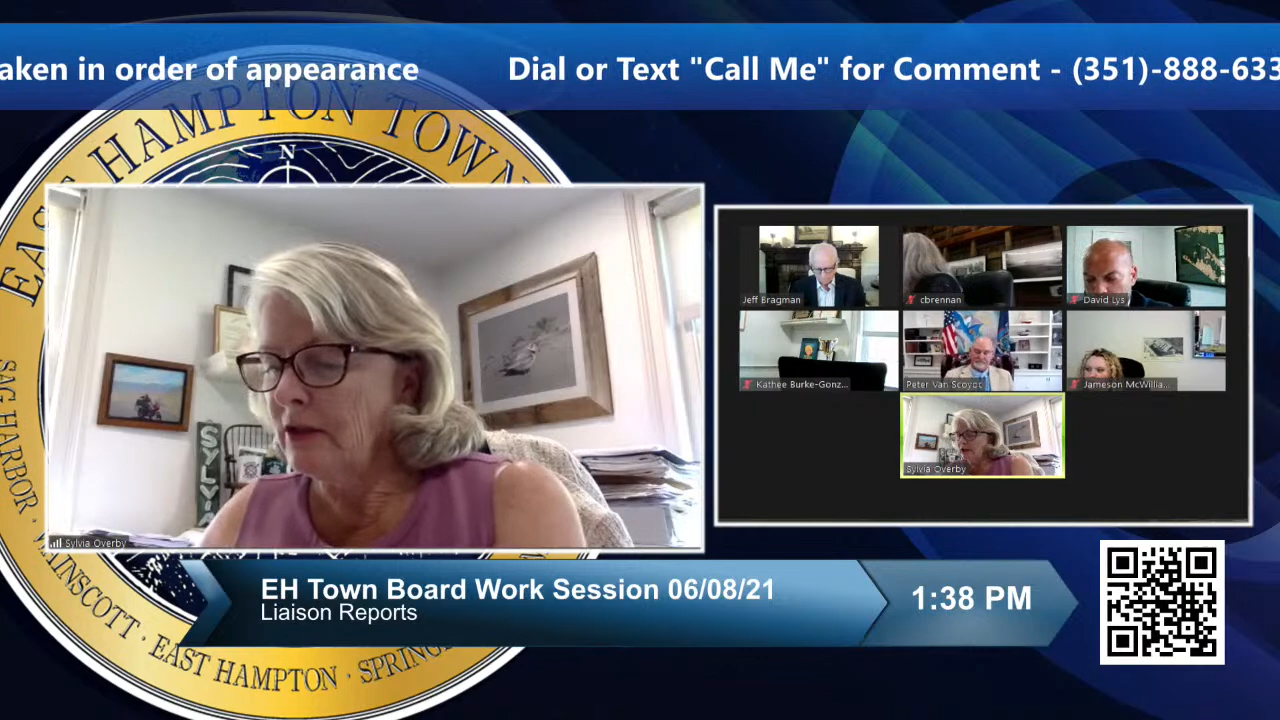 aken in order of appearance Dial or Text "Call Me" for Comment - (351)-888-633
EAST HAMPTON TOWN
N
SYLVIA
Jeff Bragman
cbrennan
David Lys
Kathee Burke-Gonz...
Peter Van Scoyoc
Jameson McWillia...
Sylvia Overby
Sylvia Overby
SAG HARBOR · WAINSCOTT · EAST HAMPTON · SPRING
EH Town Board Work Session 06/08/21
Liaison Reports
1:38 PM